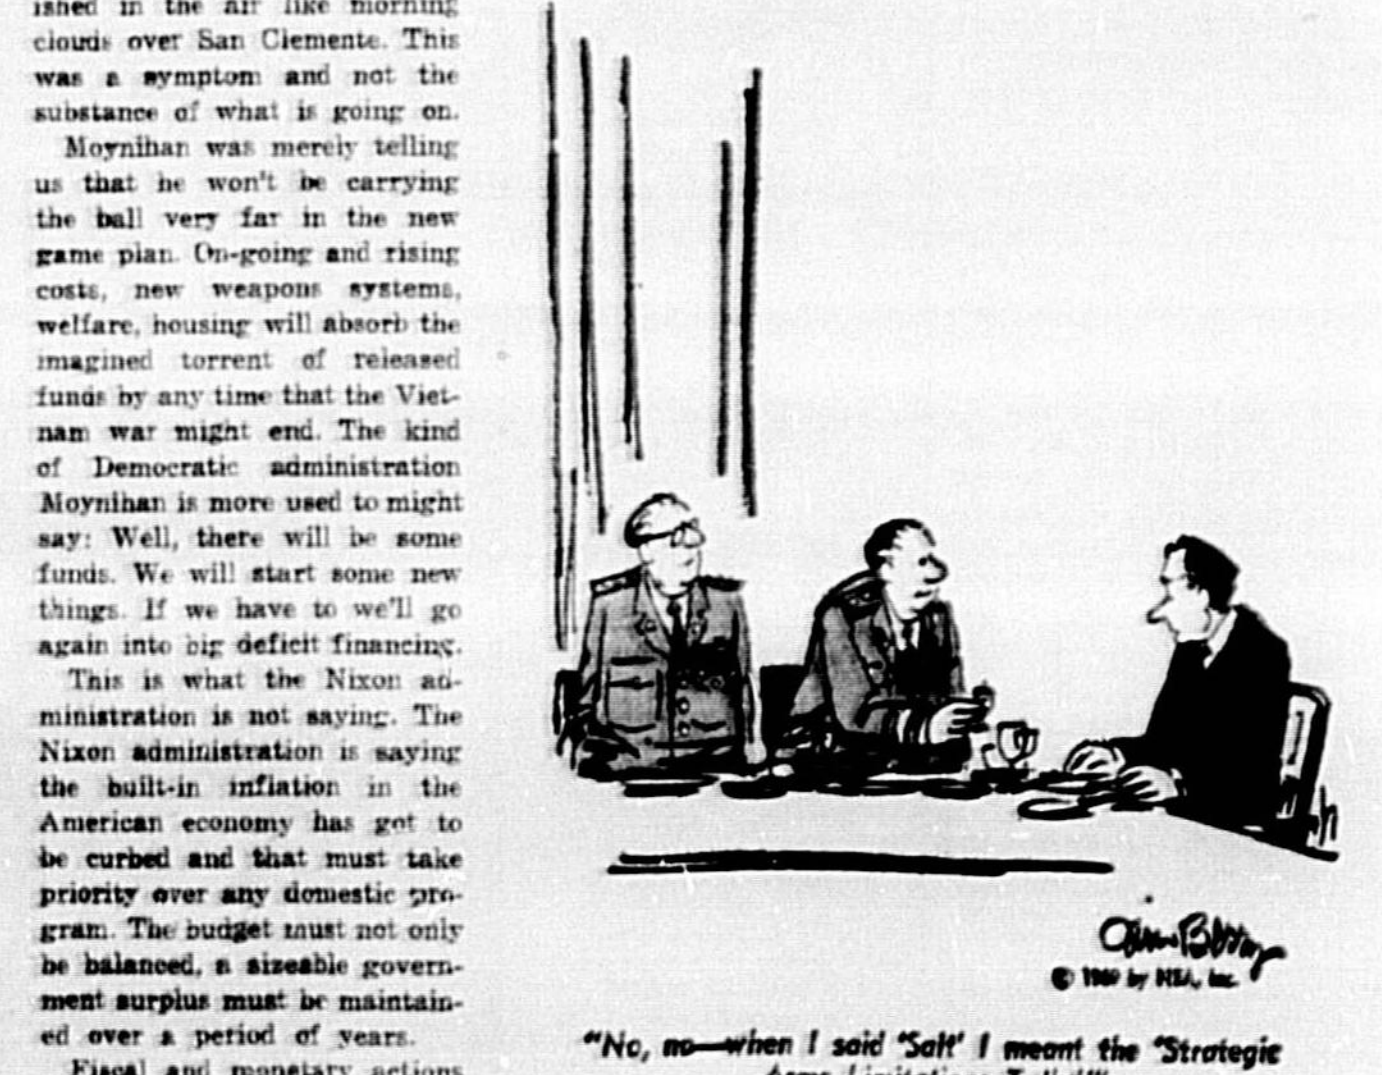 ished in the air like morning
clouds over San Clemente. This
was a symptom and not the
substance of what is going on.
Moynihan was merely telling
us that he won't be carrying
the ball very far in the new
game plan. On-going and rising
costs, new weapons systems,
welfare, housing will absorb the
imagined torrent of released
funds by any time that the Viet-
nam war might end. The kind
of Democratic administration
Moynihan is more used to might
say: Well, there will be some
funds. We will start some new
things. If we have to we'll go
again into big deficit financing.
This is what the Nixon ad-
ministration is not saying. The
Nixon administration is saying
the built-in inflation in the
American economy has got to
be curbed and that must take
priority over any domestic pro-
gram. The budget must not only
be balanced, a sizeable govern-
ment surplus must be maintain-
ed over a period of years.
Fiscal and monetary actions
© 1969 by NEA, Inc.
"No, no—when I said 'Salt' I meant the 'Strategic
Arms Limitations Talks'!"